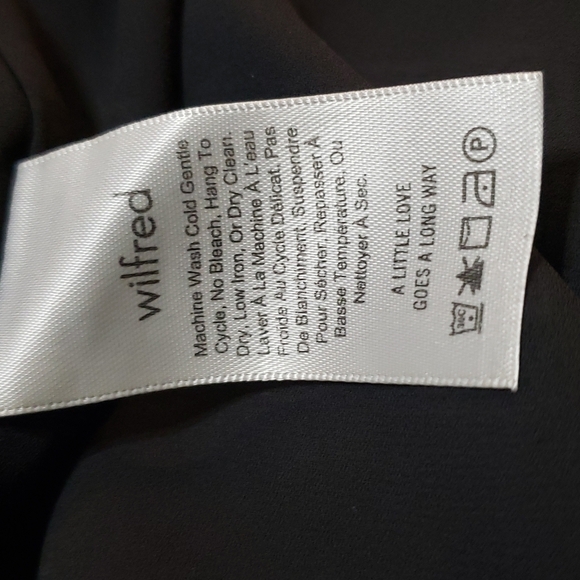 wilfred
Machine Wash Cold Gentle
Cycle, No Bleach, Hang To
Dry, Low Iron, Or Dry Clean.
Laver À La Machine À L'eau
Froide Au Cycle Délicat, Pas
De Blanchiment, Suspendre
Pour Sécher, Repasser À
Basse Température, Ou
Nettoyer À Sec.
A LITTLE LOVE
GOES A LONG WAY
30C
P